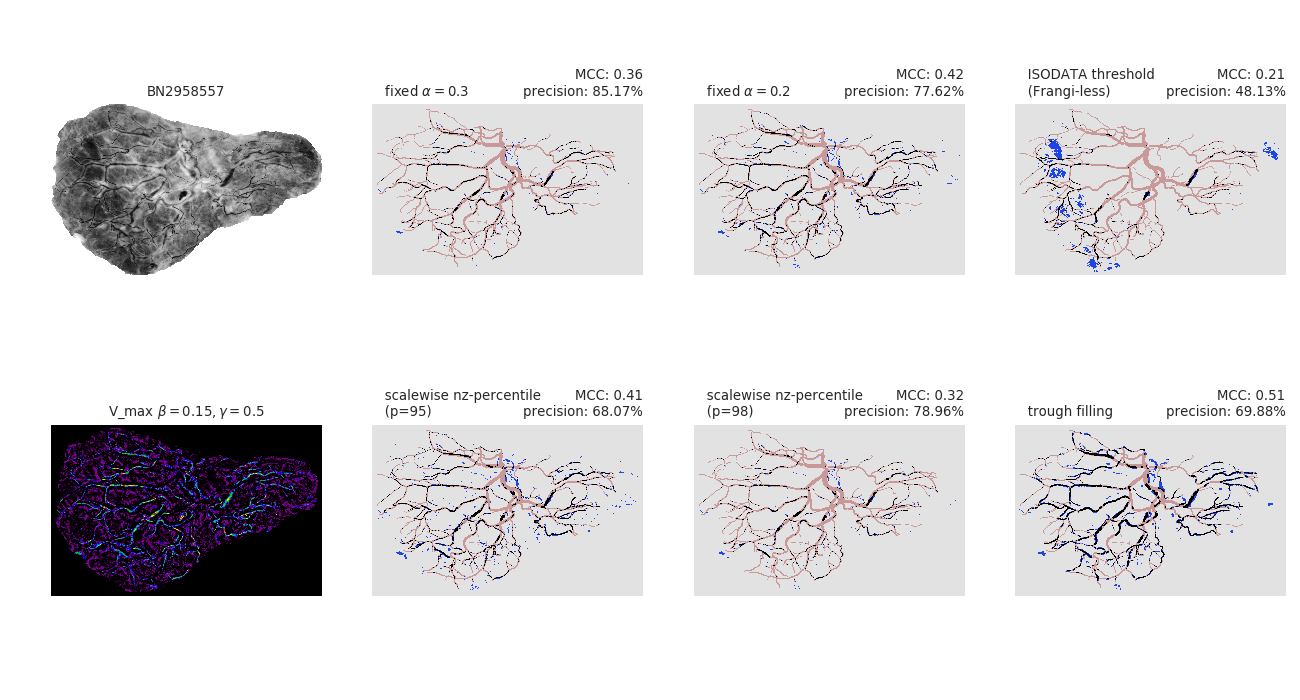 BN2958557
MCC: 0.36
fixed α = 0.3 precision: 85.17%
MCC: 0.42
fixed α = 0.2 precision: 77.62%
ISODATA threshold MCC: 0.21
(Frangi-less) precision: 48.13%
V_max β = 0.15, γ = 0.5
scalewise nz-percentile MCC: 0.41
(p=95) precision: 68.07%
scalewise nz-percentile MCC: 0.32
(p=98) precision: 78.96%
MCC: 0.51
trough filling precision: 69.88%